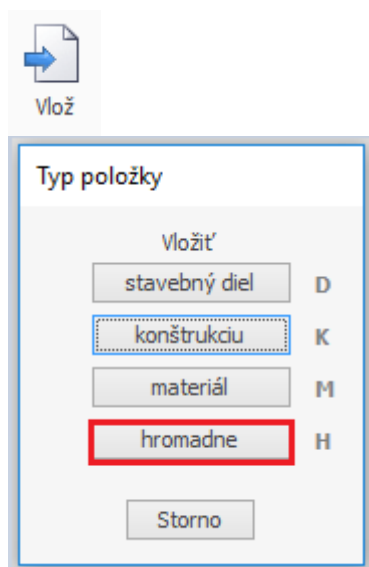 Vlož
Typ položky
Vložiť
stavebný diel D
konštrukciu K
materiál M
hromadne H
Storno